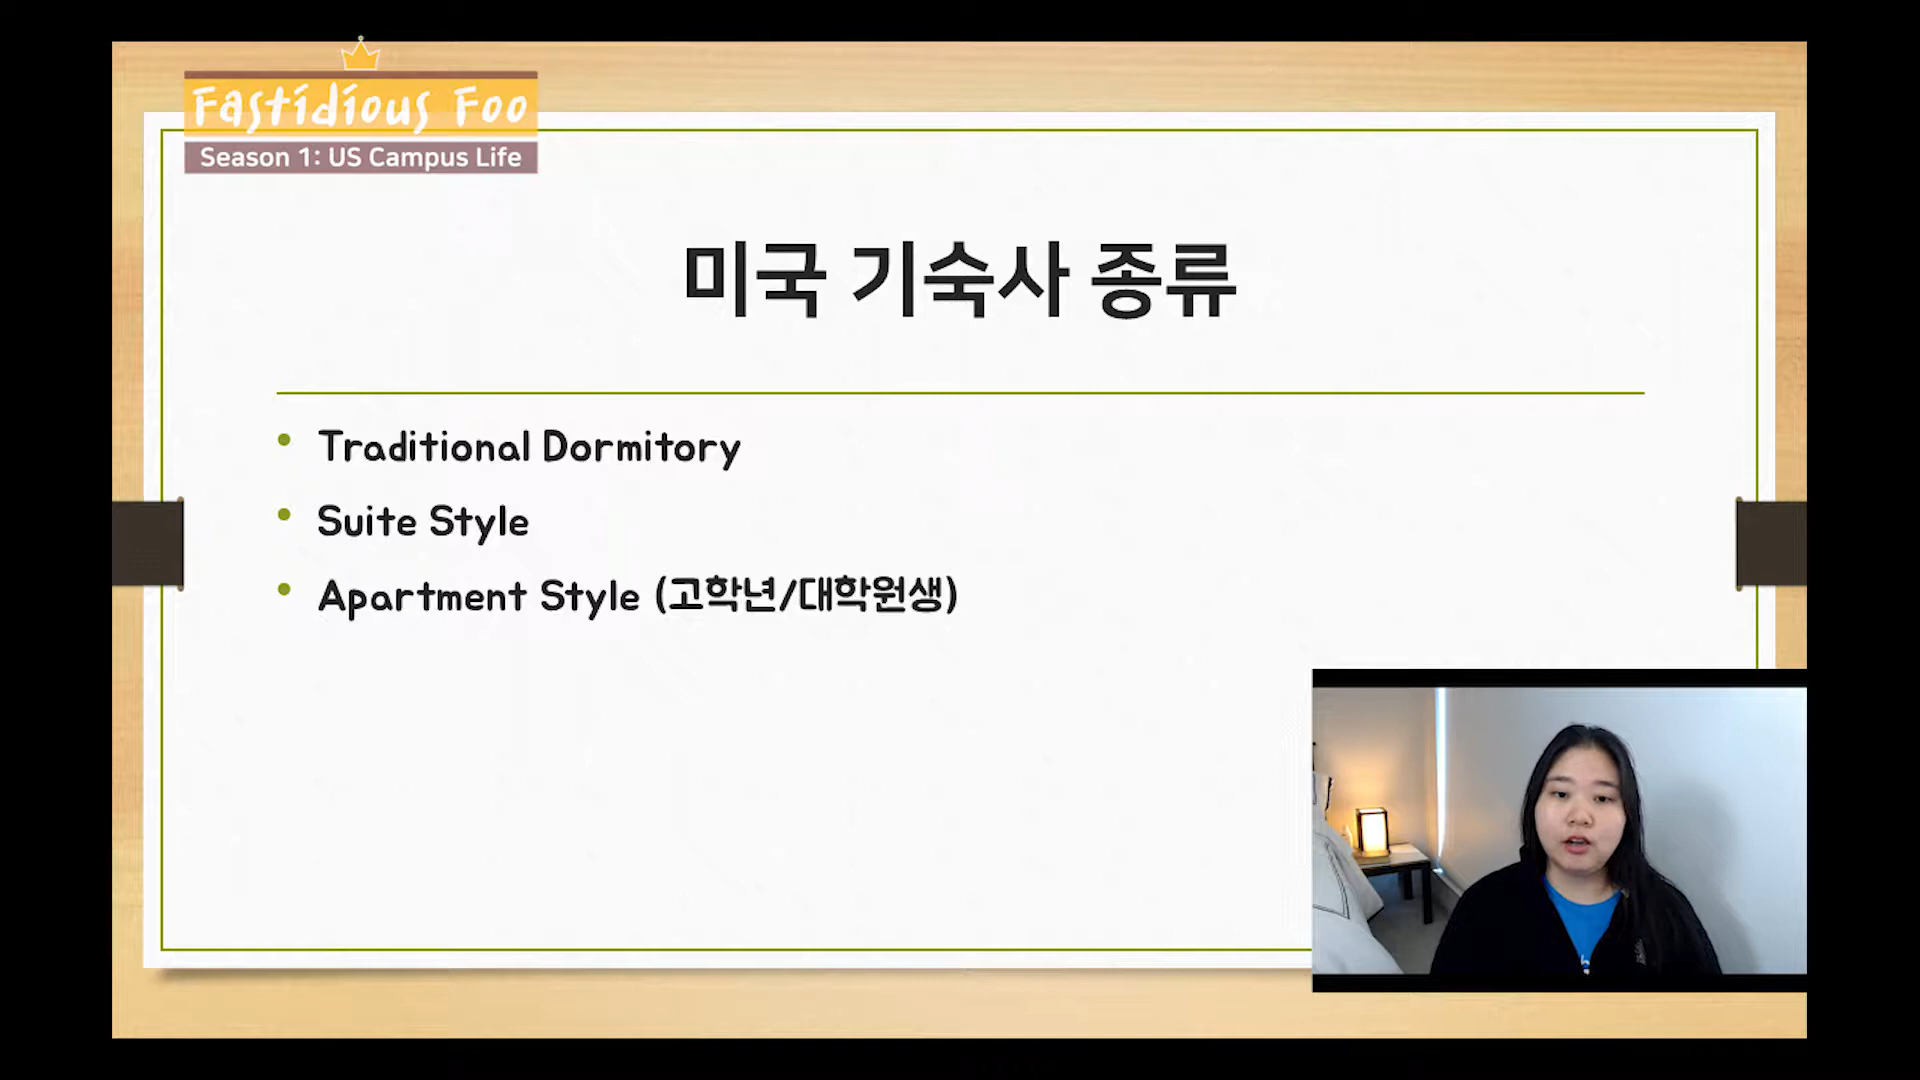 Fastidious Foo
Season 1: US Campus Life
미국 기숙사 종류
Traditional Dormitory
Suite Style
Apartment Style (고학년/대학원생)